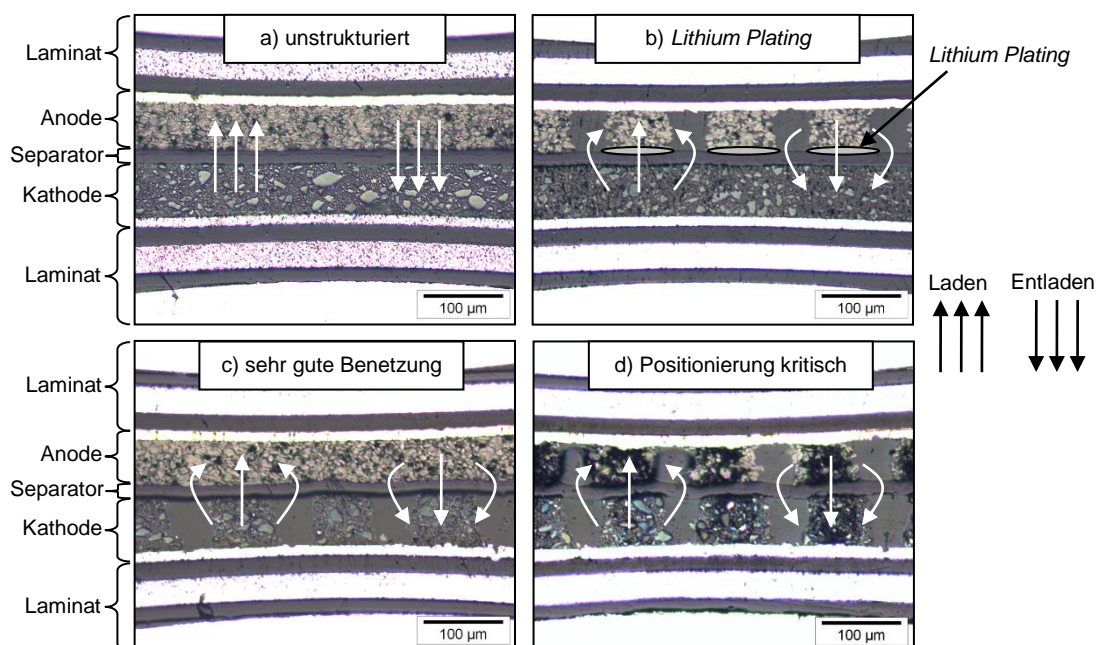 a) unstrukturiert
b) Lithium Plating
Lithium Plating
Laminat
Anode
Separator
Kathode
Laminat
100 µm
100 µm
Laden
Entladen
c) sehr gute Benetzung
d) Positionierung kritisch
Laminat
Anode
Separator
Kathode
Laminat
100 µm
100 µm